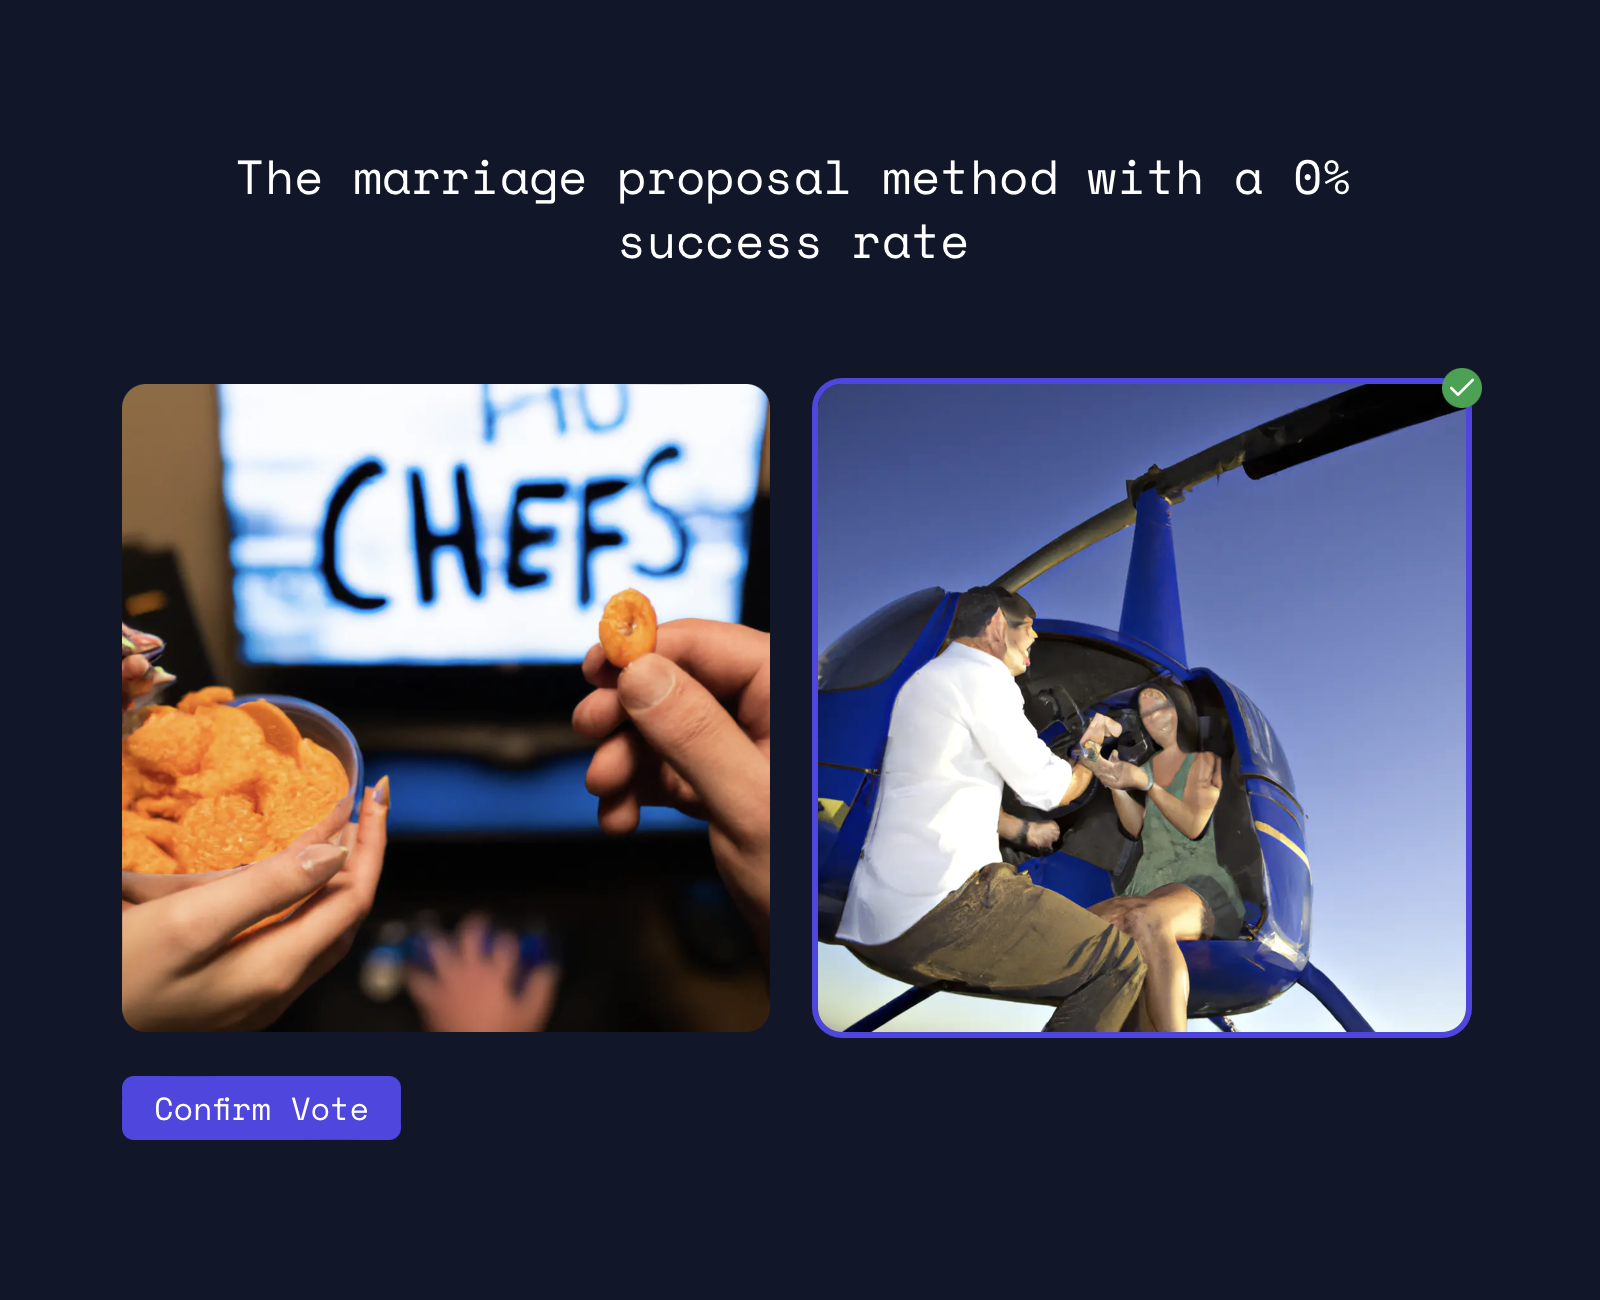 The marriage proposal method with a 0%
success rate
CHEFS
Confirm Vote